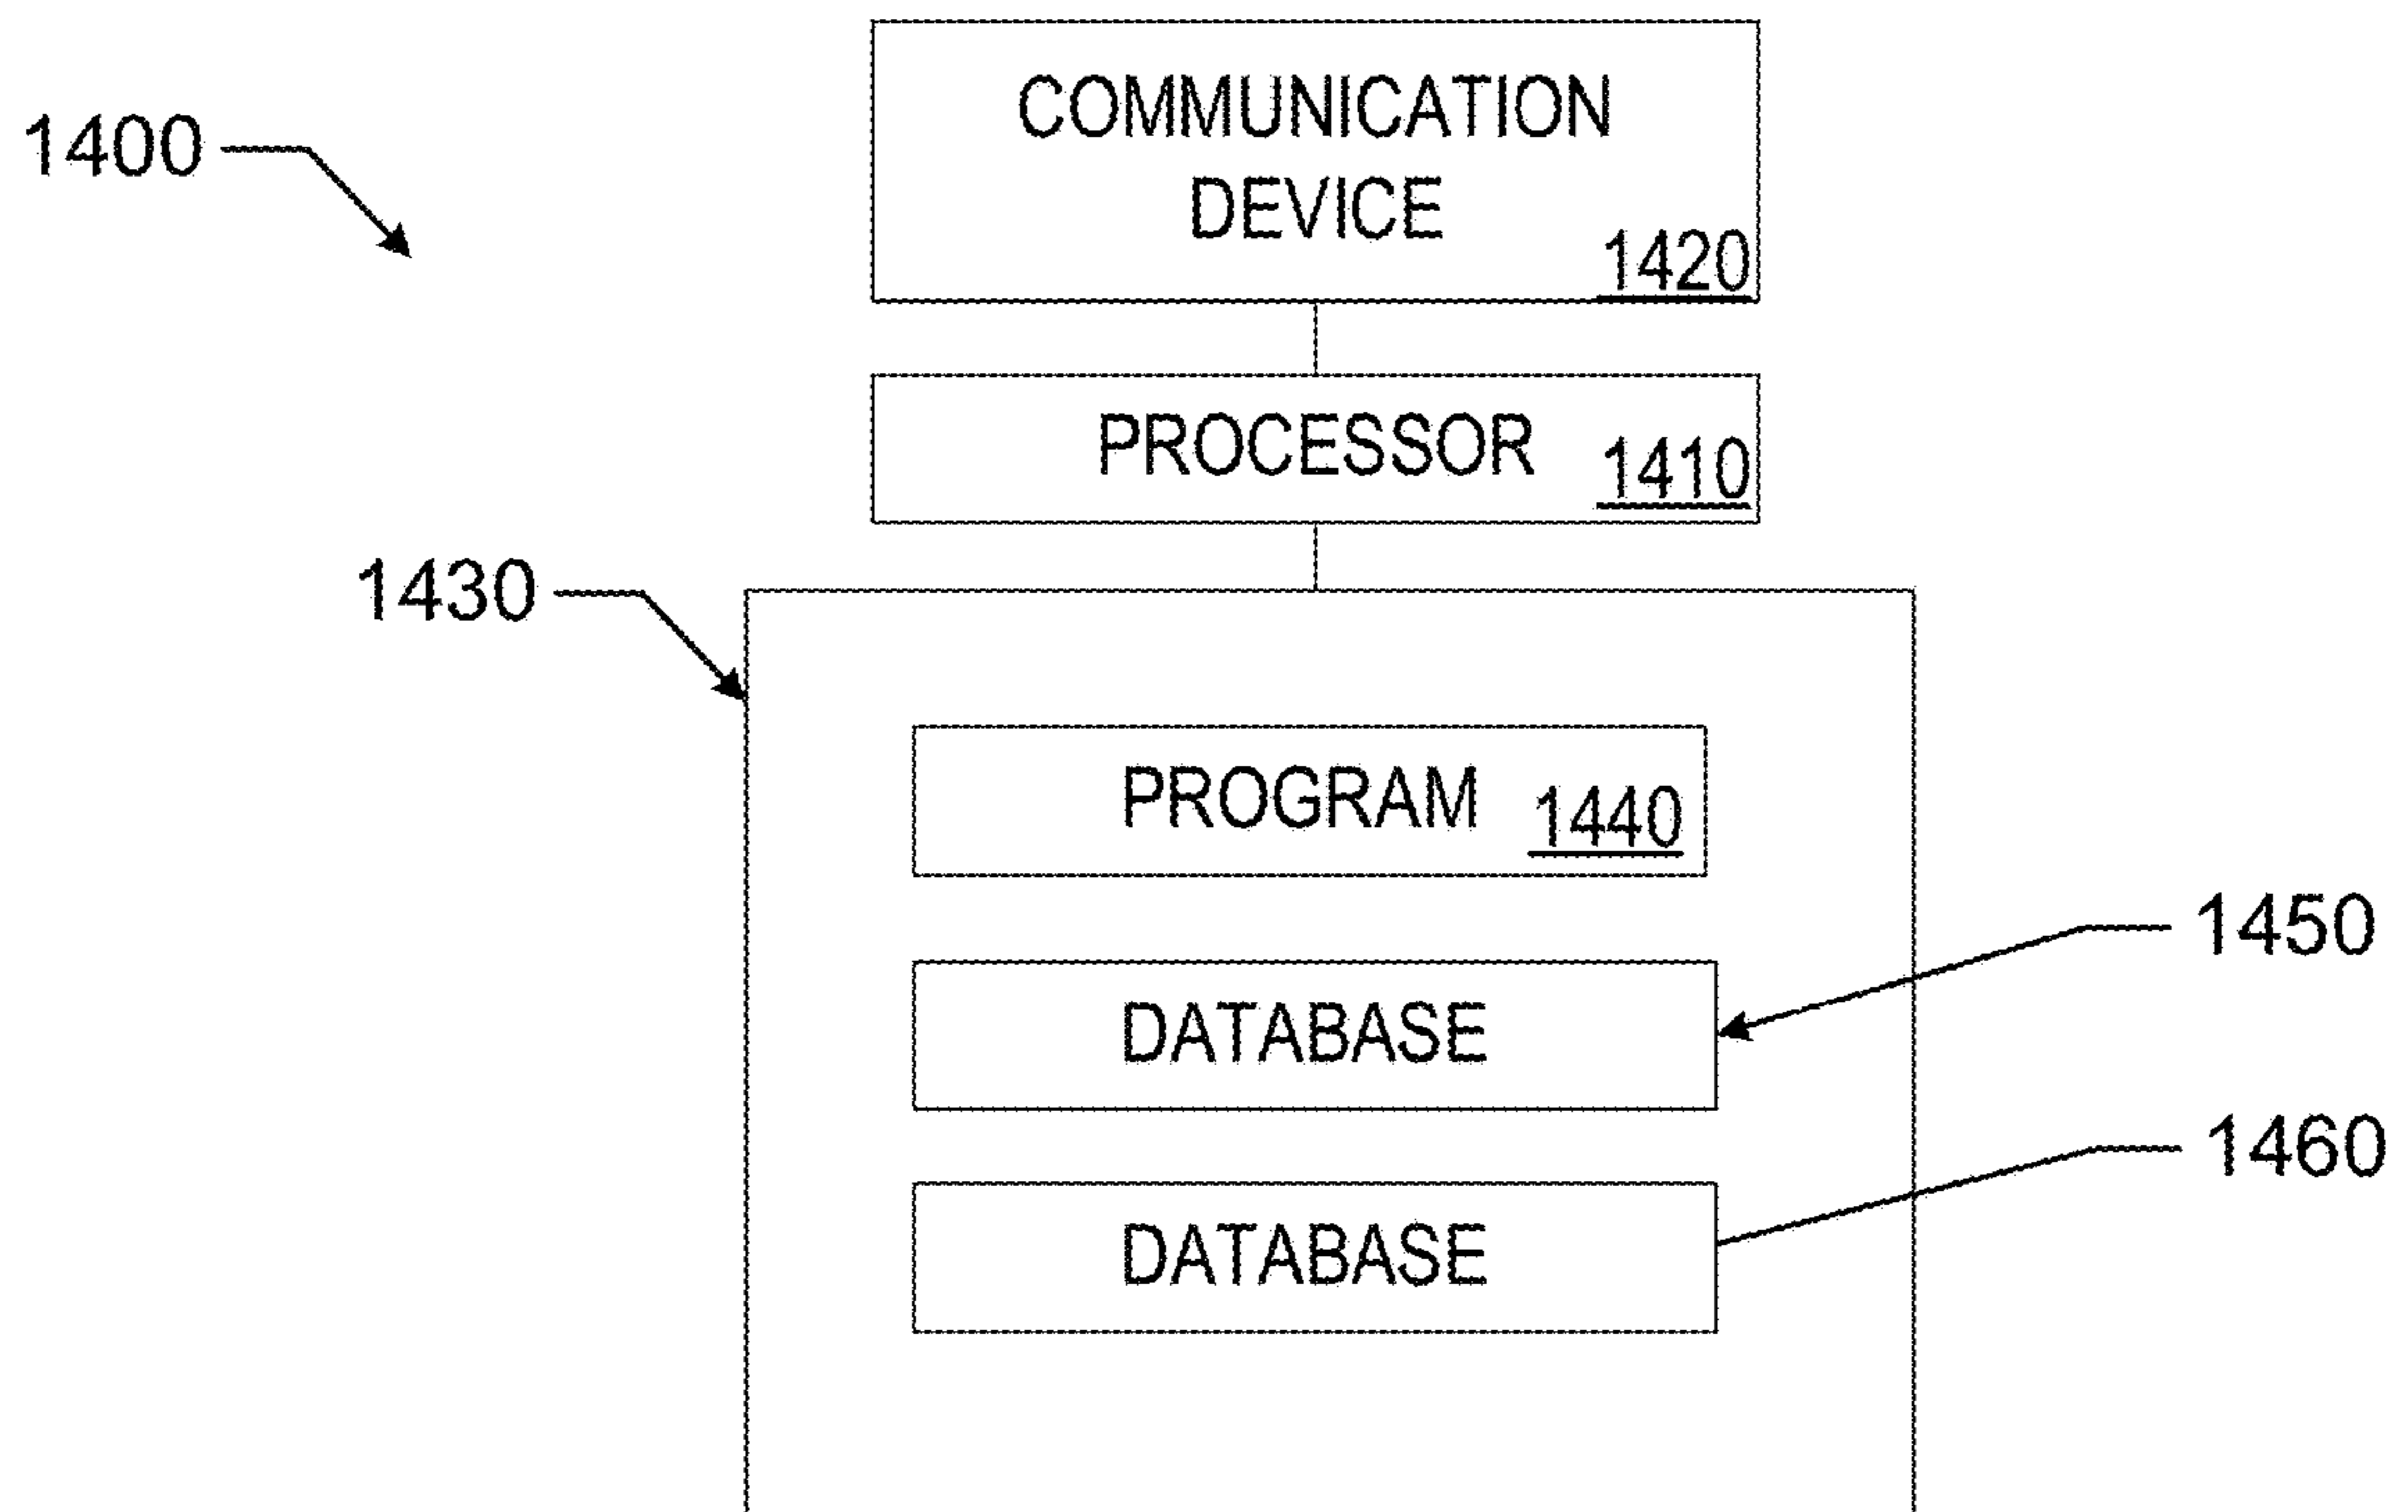 1400
COMMUNICATION
DEVICE
1420
PROCESSOR 1410
1430
PROGRAM 1440
1450
DATABASE
1460
DATABASE